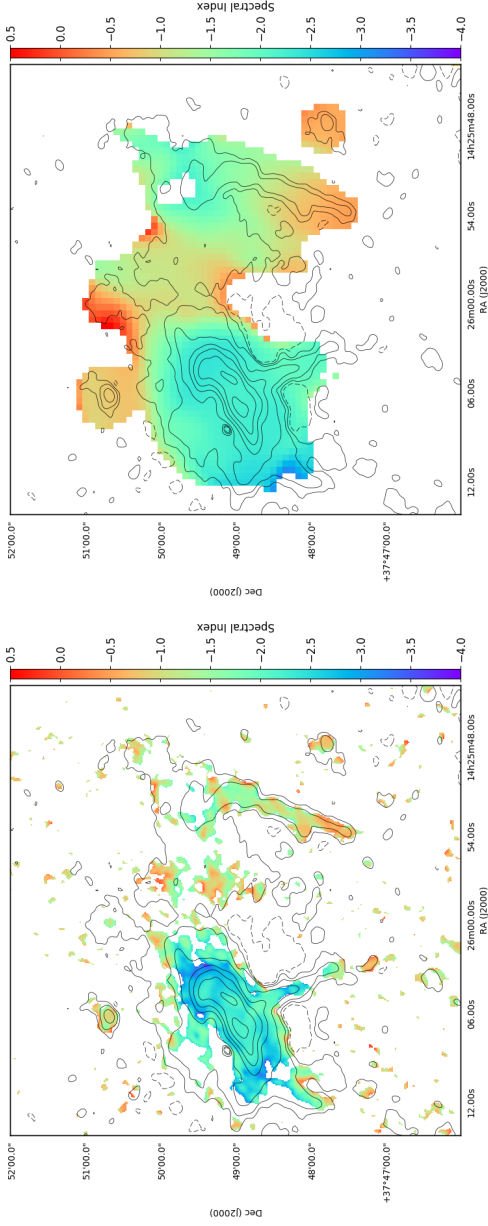 0.5
0.0
−0.5
−1.0
−1.5
−2.0
−2.5
−3.0
−3.5
−4.0
Spectral Index
52'00.0"
51'00.0"
50'00.0"
49'00.0"
48'00.0"
+37°47'00.0"
Dec (J2000)
12.00s
06.00s
26m00.00s
54.00s
14h25m48.00s
RA (J2000)
0.5
0.0
−0.5
−1.0
−1.5
−2.0
−2.5
−3.0
−3.5
−4.0
Spectral Index
52'00.0"
51'00.0"
50'00.0"
49'00.0"
48'00.0"
+37°47'00.0"
Dec (J2000)
12.00s
06.00s
26m00.00s
54.00s
14h25m48.00s
RA (J2000)